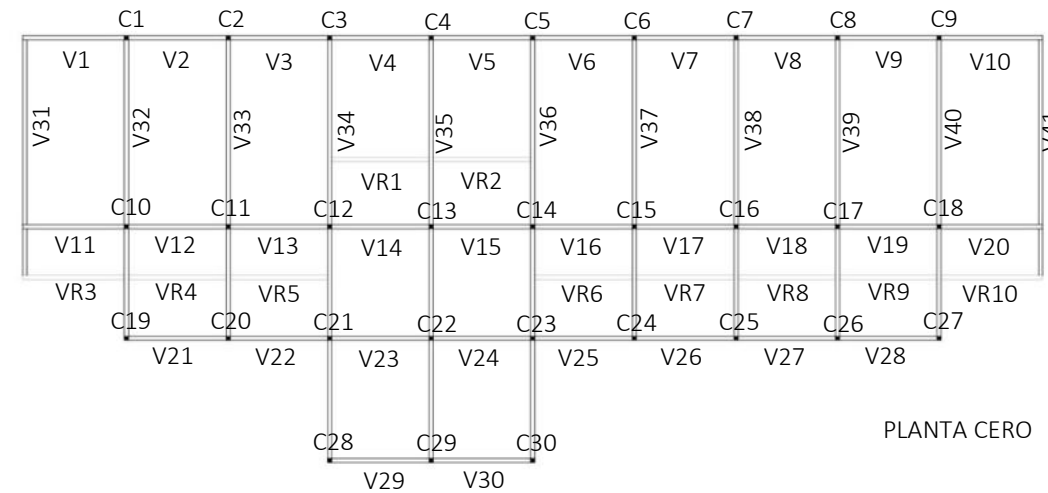 C1 C2 C3 C4 C5 C6 C7 C8 C9
V1 V2 V3 V4 V5 V6 V7 V8 V9 V10
V31 V32 V33 V34 V35 V36 V37 V38 V39 V40 V41
VR1 VR2
C10 C11 C12 C13 C14 C15 C16 C17 C18
V11 V12 V13 V14 V15 V16 V17 V18 V19 V20
VR3 VR4 VR5 VR6 VR7 VR8 VR9 VR10
C19 C20 C21 C22 C23 C24 C25 C26 C27
V21 V22 V23 V24 V25 V26 V27 V28
C28 C29 C30
V29 V30
PLANTA CERO